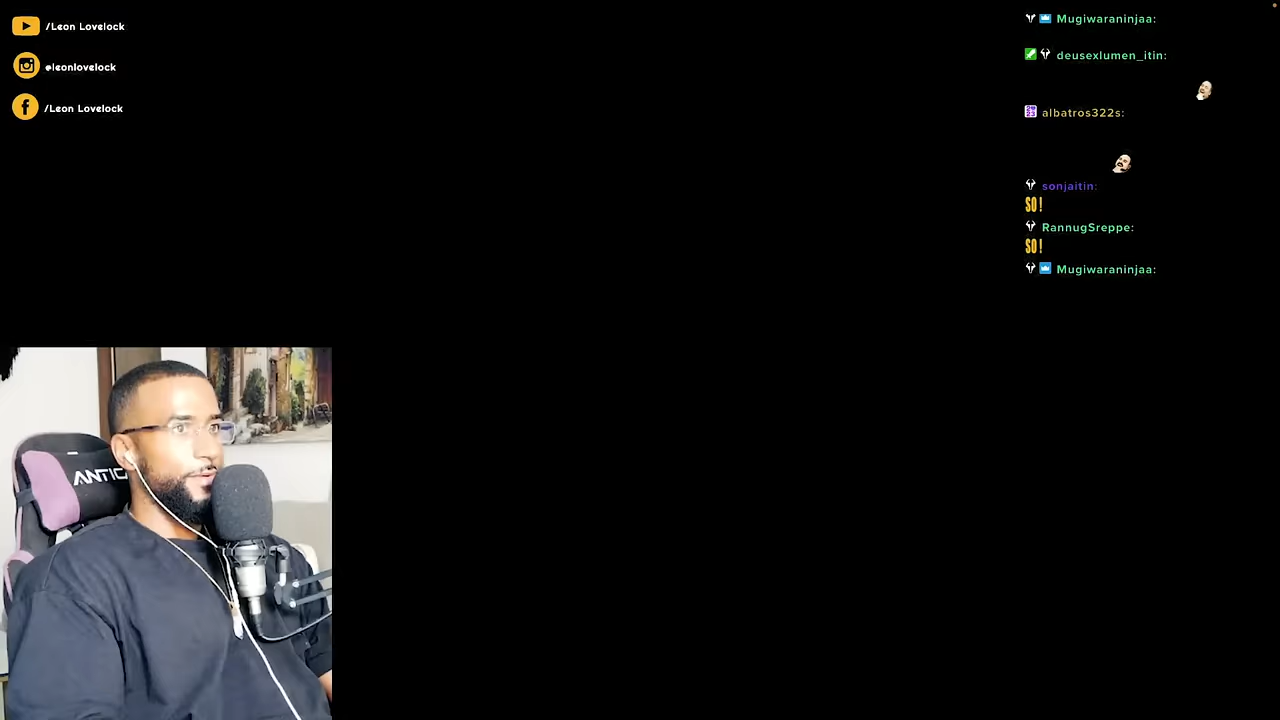 /Leon Lovelock
@leonlovelock
/Leon Lovelock
Mugiwaraninjaa:
deusexlumen_itin:
albatros322s:
sonjaitin:
SO!
RannugSreppe:
SO!
Mugiwaraninjaa:
ANTIC